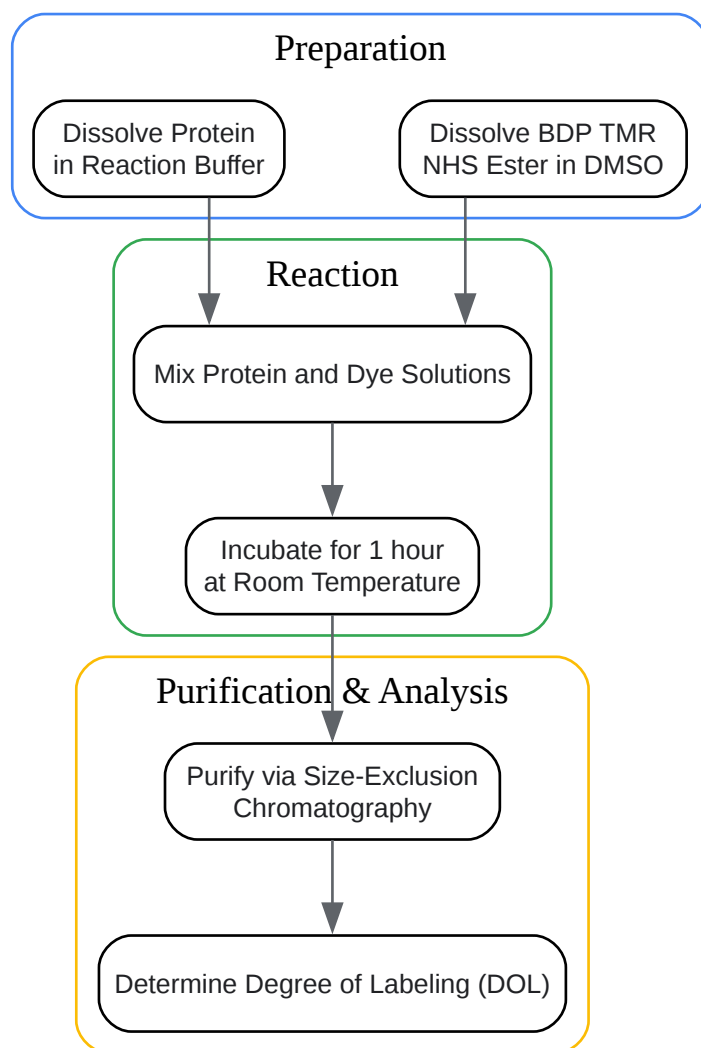 Preparation
Dissolve Protein
in Reaction Buffer
Dissolve BDP TMR
NHS Ester in DMSO
Reaction
Mix Protein and Dye Solutions
Incubate for 1 hour
at Room Temperature
Purification & Analysis
Purify via Size-Exclusion
Chromatography
Determine Degree of Labeling (DOL)